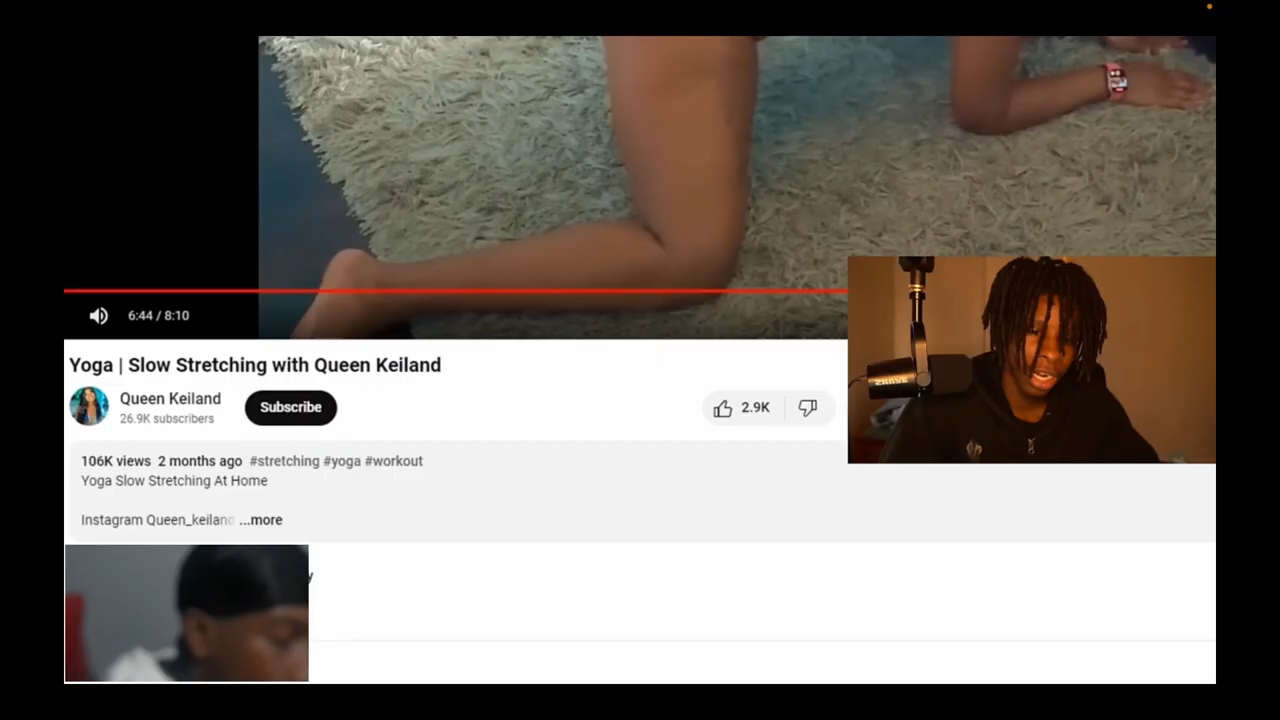 6:44 / 8:10
Yoga | Slow Stretching with Queen Keiland
Queen Keiland
26.9K subscribers
Subscribe
2.9K
106K views 2 months ago #stretching #yoga #workout
Yoga Slow Stretching At Home
Instagram Queen_keiland ...more
y